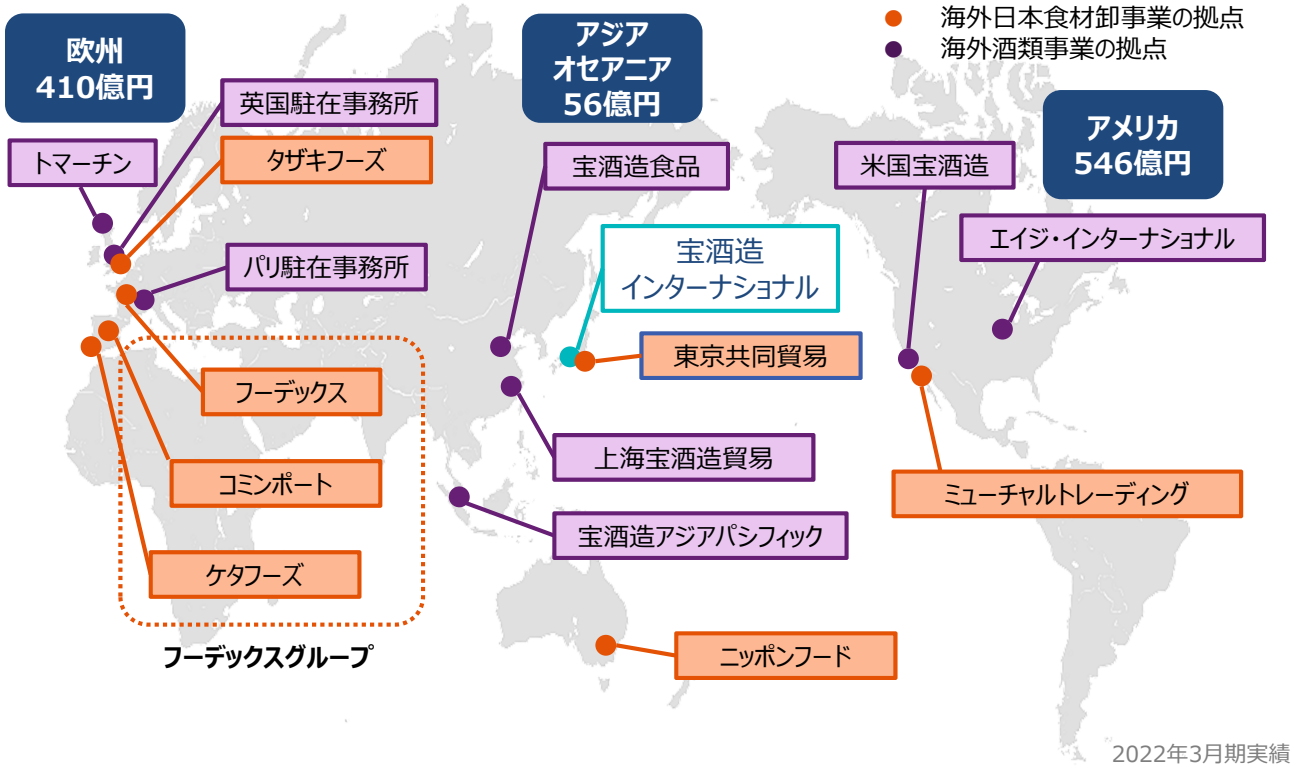 海外日本食材卸事業の拠点
海外酒類事業の拠点
欧州
410億円
アジア
オセアニア
56億円
アメリカ
546億円
英国駐在事務所
トマーチン
タザキフーズ
パリ駐在事務所
宝酒造食品
米国宝酒造
エイジ・インターナショナル
宝酒造
インターナショナル
東京共同貿易
フーデックス
コミンポート
ケタフーズ
フーデックスグループ
上海宝酒造貿易
宝酒造アジアパシフィック
ミューチャルトレーディング
ニッポンフード
2022年3月期実績